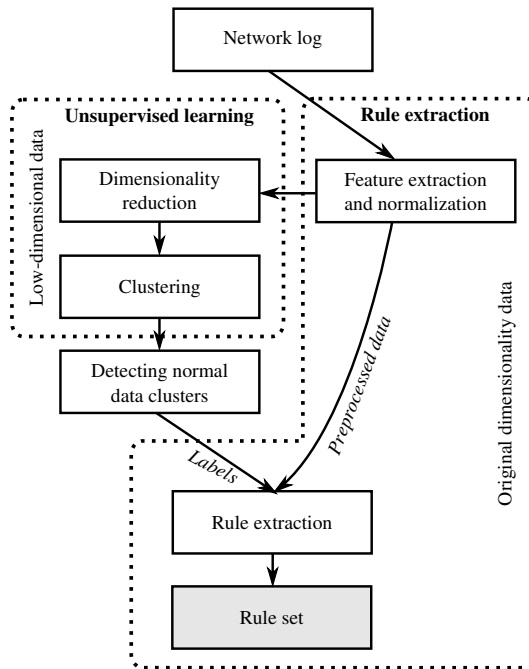 Network log
Unsupervised learning
Rule extraction
Low-dimensional data
Dimensionality
reduction
Feature extraction
and normalization
Clustering
Detecting normal
data clusters
Preprocessed data
Original dimensionality data
Labels
Rule extraction
Rule set